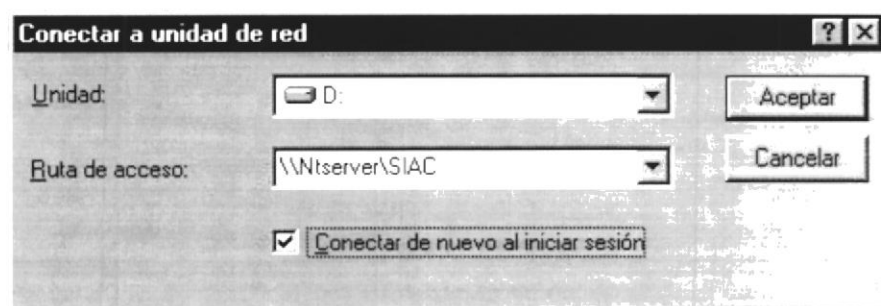 Conectar a unidad de red
Unidad: D: Aceptar
Ruta de acceso: \\Ntserver\SIAC Cancelar
Conectar de nuevo al iniciar sesión